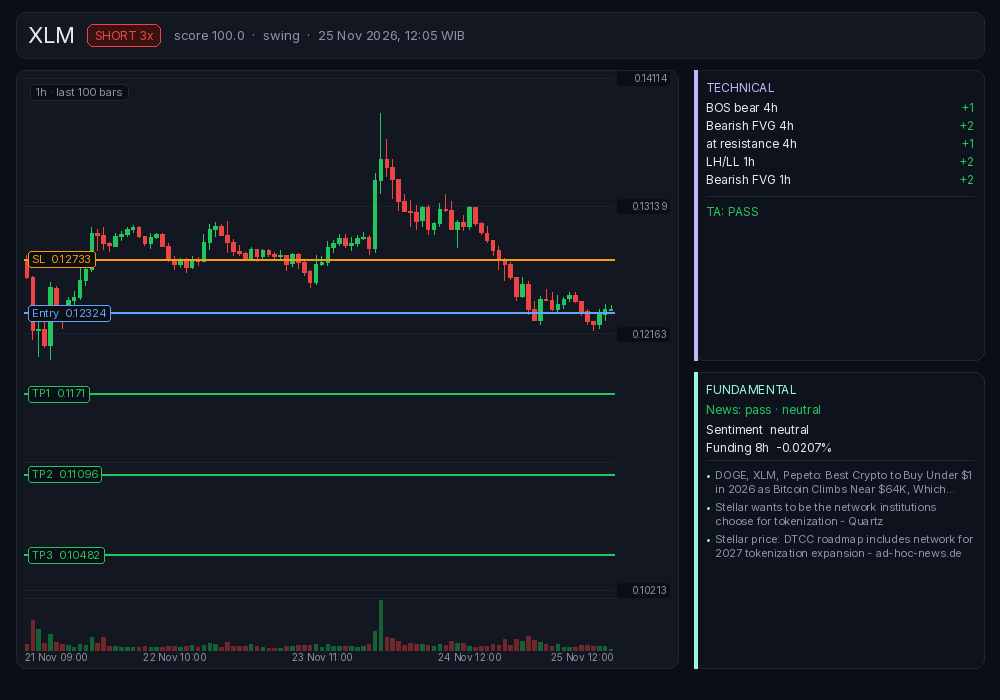 XLM SHORT 3x score 100.0 · swing · 25 Nov 2026, 12:05 WIB
1h · last 100 bars
0.14114
0.13139
SL 0.12733
Entry 0.12324
0.12163
TP1 0.1171
TP2 0.11096
TP3 0.10482
0.10213
21 Nov 09:00 22 Nov 10:00 23 Nov 11:00 24 Nov 12:00 25 Nov 12:00
TECHNICAL
BOS bear 4h +1
Bearish FVG 4h +2
at resistance 4h +1
LH/LL 1h +2
Bearish FVG 1h +2
TA: PASS
FUNDAMENTAL
News: pass · neutral
Sentiment neutral
Funding 8h -0.0207%
• DOGE, XLM, Pepeto: Best Crypto to Buy Under $1
in 2026 as Bitcoin Climbs Near $64K, Which...
• Stellar wants to be the network institutions
choose for tokenization - Quartz
• Stellar price: DTCC roadmap includes network for
2027 tokenization expansion - ad-hoc-news.de